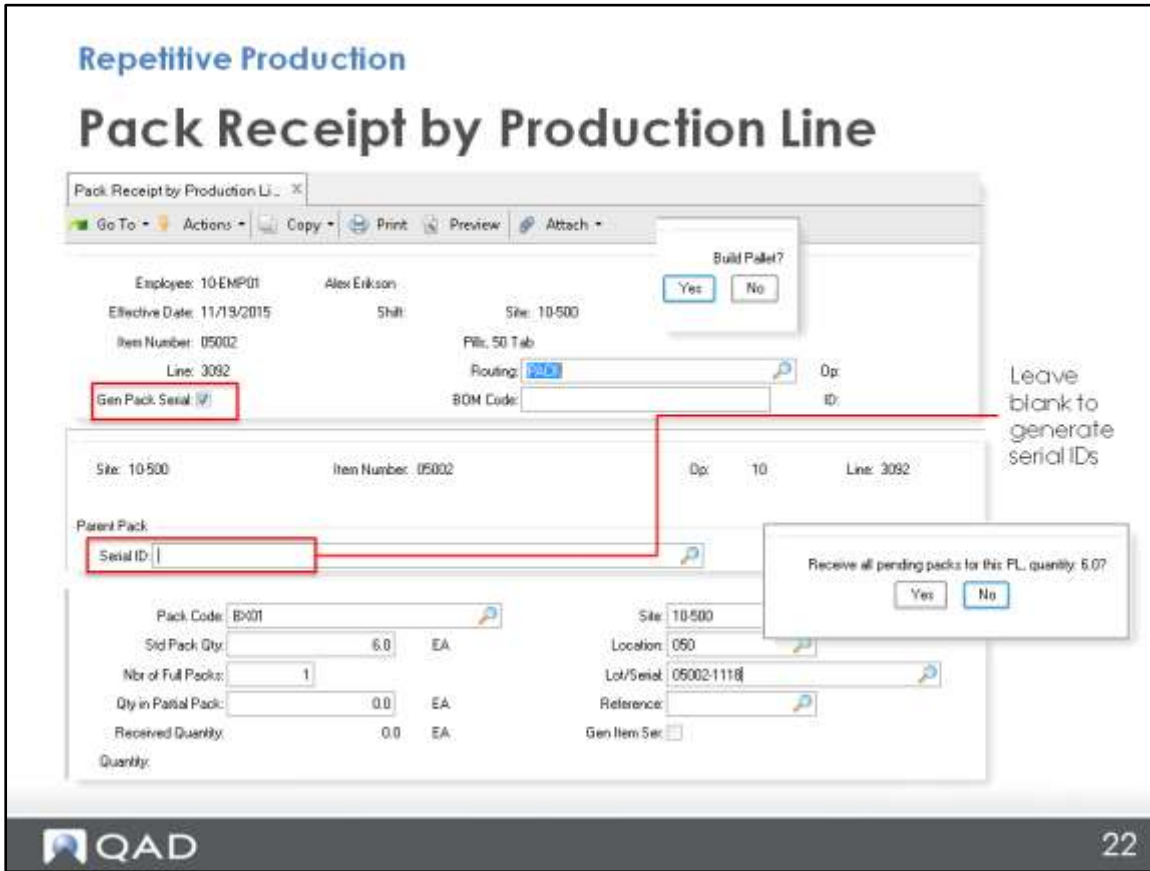 Repetitive Production
Pack Receipt by Production Line
Pack Receipt by Production Li...
Go To Actions Copy Print Preview Attach
Build Pallet?
Yes No
Employee: 10-EMP01 Alex Erikson
Effective Date: 11/19/2015 Shift: Site: 10-500
Item Number: 05002 Pills, 50 Tab
Line: 3092 Routing: PACK Op:
Gen Pack Serial: BOM Code: ID:
Leave
blank to
generate
serial IDs
Site: 10-500 Item Number: 05002 Op: 10 Line: 3092
Parent Pack
Serial ID:
Receive all pending packs for this PL, quantity: 6.0?
Yes No
Pack Code: BX01 Site: 10-500
Std Pack Qty: 6.0 EA Location: 050
Nbr of Full Packs: 1 Lot/Serial: 05002-1118
Qty in Partial Pack: 0.0 EA Reference:
Received Quantity: 0.0 EA Gen Item Ser:
Quantity:
QAD
22